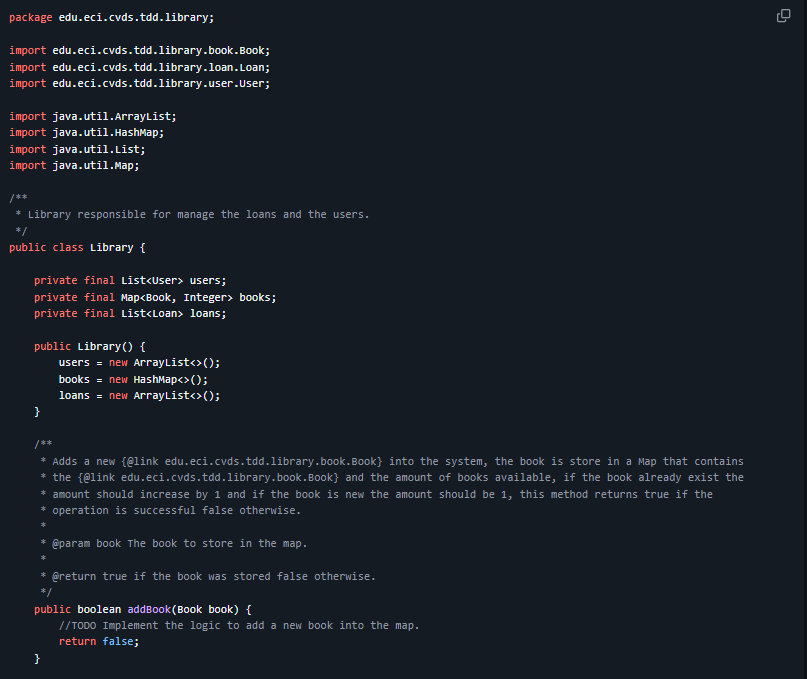 package edu.eci.cvds.tdd.library;
import edu.eci.cvds.tdd.library.book.Book;
import edu.eci.cvds.tdd.library.loan.Loan;
import edu.eci.cvds.tdd.library.user.User;
import java.util.ArrayList;
import java.util.HashMap;
import java.util.List;
import java.util.Map;
/**
 * Library responsible for manage the loans and the users.
 */
public class Library {
    private final List<User> users;
    private final Map<Book, Integer> books;
    private final List<Loan> loans;
    public Library() {
        users = new ArrayList<>();
        books = new HashMap<>();
        loans = new ArrayList<>();
    }
    /**
     * Adds a new {@link edu.eci.cvds.tdd.library.book.Book} into the system, the book is store in a Map that contains
     * the {@link edu.eci.cvds.tdd.library.book.Book} and the amount of books available, if the book already exist the
     * amount should increase by 1 and if the book is new the amount should be 1, this method returns true if the
     * operation is successful false otherwise.
     *
     * @param book The book to store in the map.
     *
     * @return true if the book was stored false otherwise.
     */
    public boolean addBook(Book book) {
        //TODO Implement the logic to add a new book into the map.
        return false;
    }